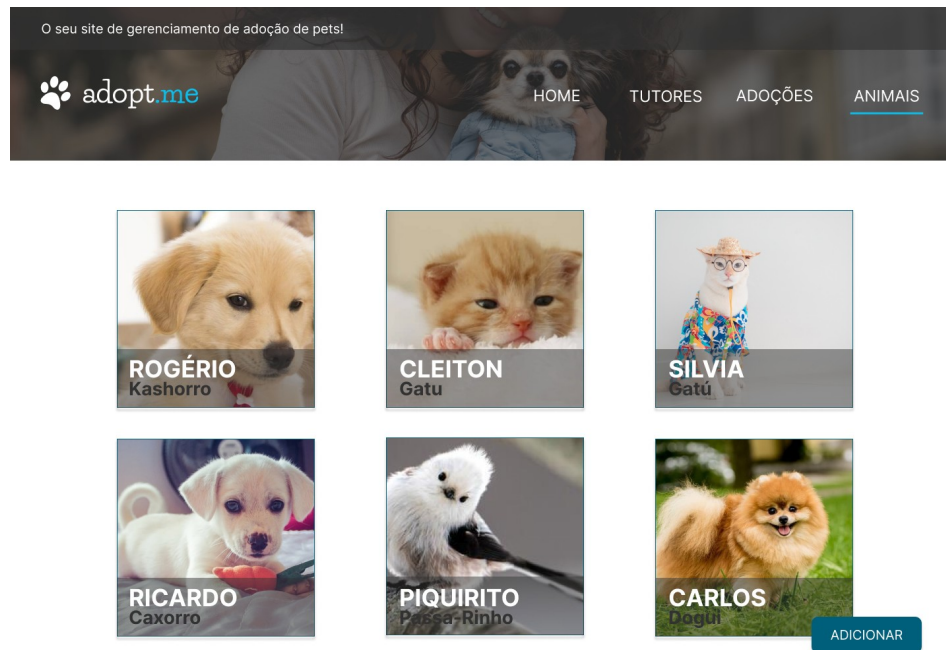 O seu site de gerenciamento de adoção de pets!
adopt.me
HOME TUTORES ADOÇÕES ANIMAIS
ROGÉRIO
Kashorro
CLEITON
Gatu
SILVIA
Gatú
RICARDO
Caxorro
PIQUIRITO
Passa-Rinho
CARLOS
Dogui
ADICIONAR